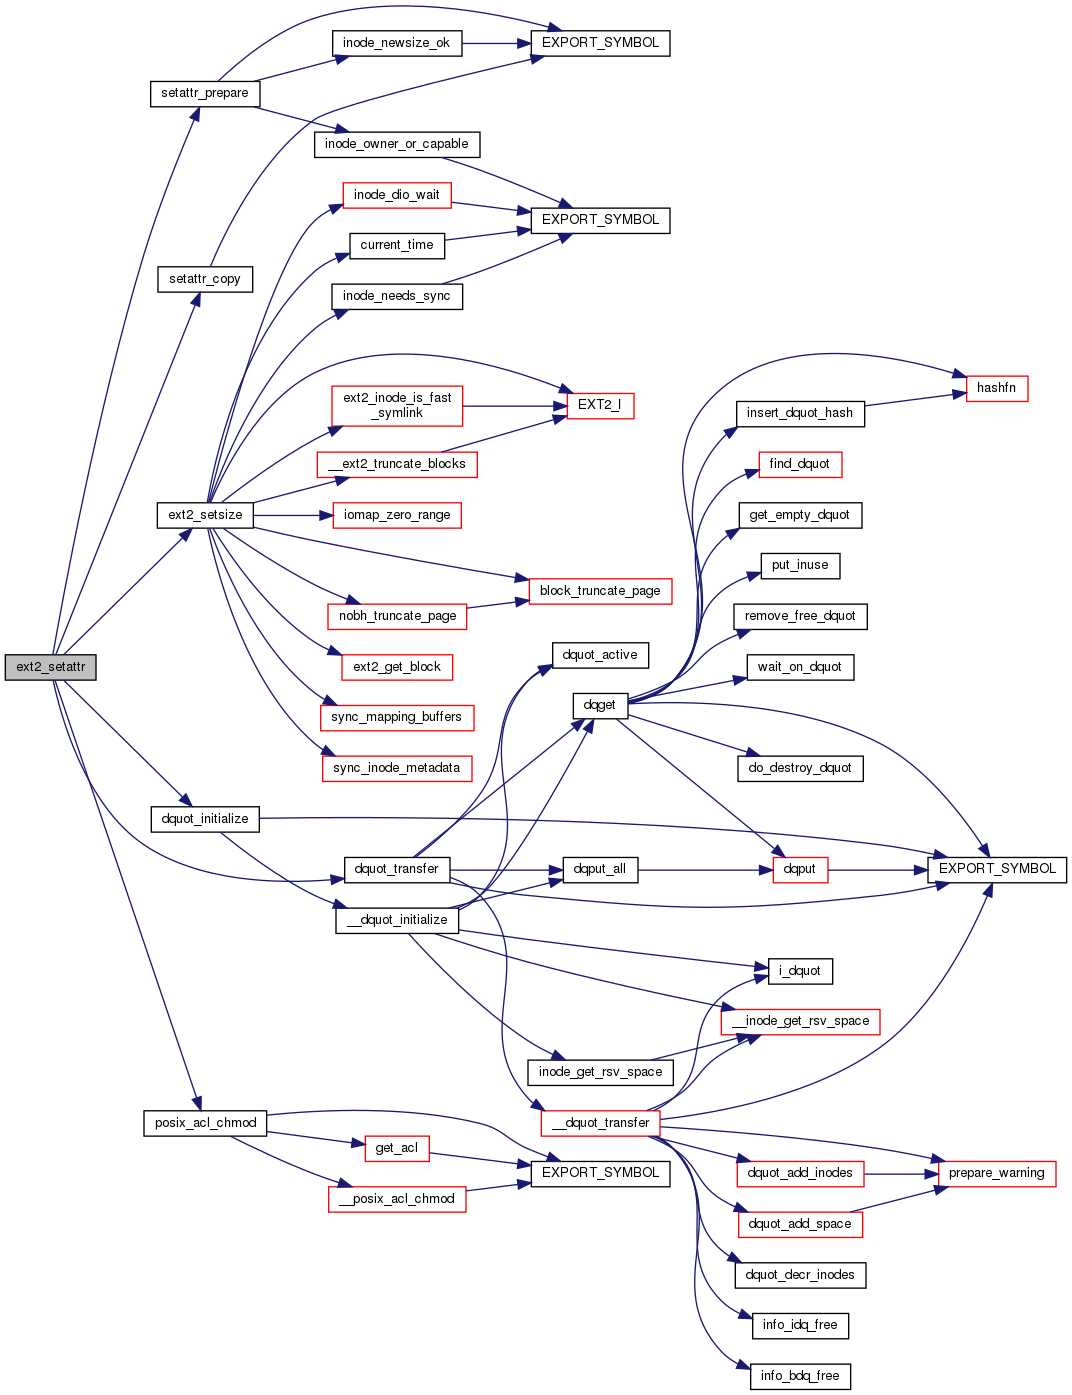 inode_newsize_ok
EXPORT_SYMBOL
setattr_prepare
inode_owner_or_capable
inode_dio_wait
EXPORT_SYMBOL
current_time
setattr_copy
inode_needs_sync
hashfn
ext2_inode_is_fast
_symlink
EXT2_I
insert_dquot_hash
__ext2_truncate_blocks
find_dquot
ext2_setsize
iomap_zero_range
get_empty_dquot
put_inuse
block_truncate_page
nobh_truncate_page
remove_free_dquot
dquot_active
ext2_setattr
ext2_get_block
wait_on_dquot
dqget
sync_mapping_buffers
sync_inode_metadata
do_destroy_dquot
dquot_initialize
dquot_transfer
dqput_all
dqput
EXPORT_SYMBOL
__dquot_initialize
i_dquot
__inode_get_rsv_space
inode_get_rsv_space
posix_acl_chmod
__dquot_transfer
get_acl
EXPORT_SYMBOL
dquot_add_inodes
prepare_warning
__posix_acl_chmod
dquot_add_space
dquot_decr_inodes
info_idq_free
info_bdq_free